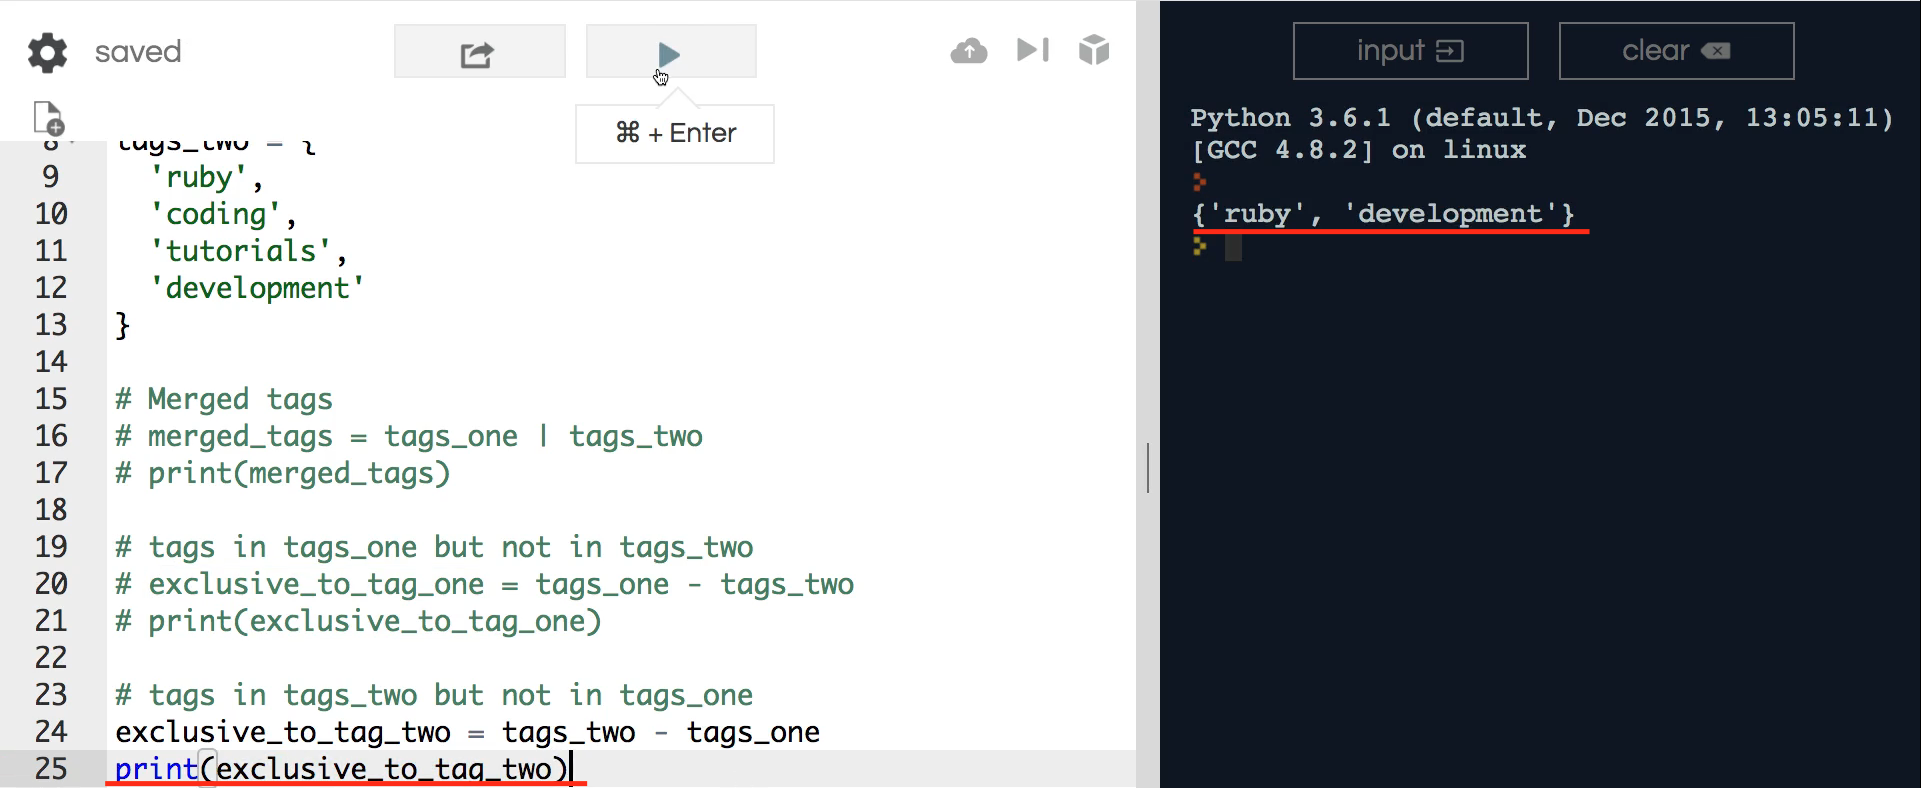 saved
⌘ + Enter
8 tags_two = {
9 'ruby',
10 'coding',
11 'tutorials',
12 'development'
13 }
14
15 # Merged tags
16 # merged_tags = tags_one | tags_two
17 # print(merged_tags)
18
19 # tags in tags_one but not in tags_two
20 # exclusive_to_tag_one = tags_one - tags_two
21 # print(exclusive_to_tag_one)
22
23 # tags in tags_two but not in tags_one
24 exclusive_to_tag_two = tags_two - tags_one
25 print(exclusive_to_tag_two)
input
clear
Python 3.6.1 (default, Dec 2015, 13:05:11)
[GCC 4.8.2] on linux
{'ruby', 'development'}